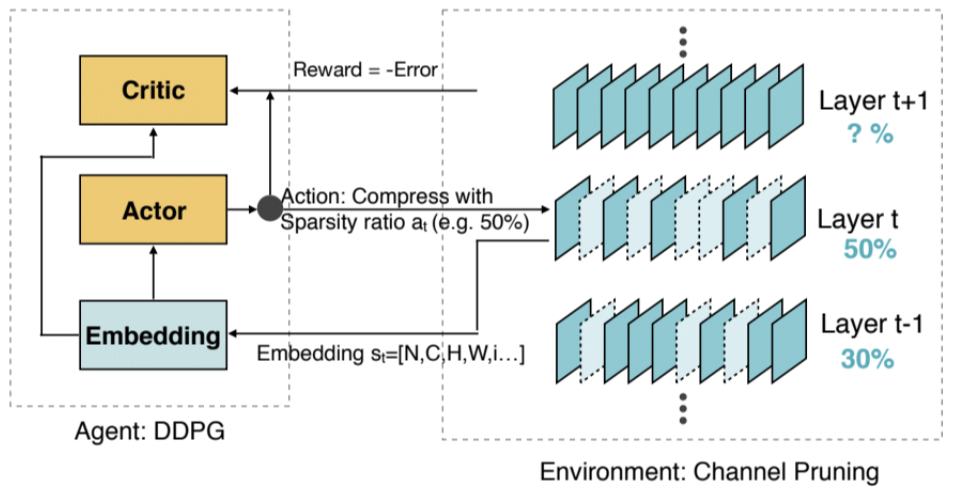 Critic
Reward = -Error
Layer t+1
? %
Actor
Action: Compress with
Sparsity ratio aₜ (e.g. 50%)
Layer t
50%
Embedding
Embedding sₜ=[N,C,H,W,i…]
Layer t-1
30%
Agent: DDPG
Environment: Channel Pruning